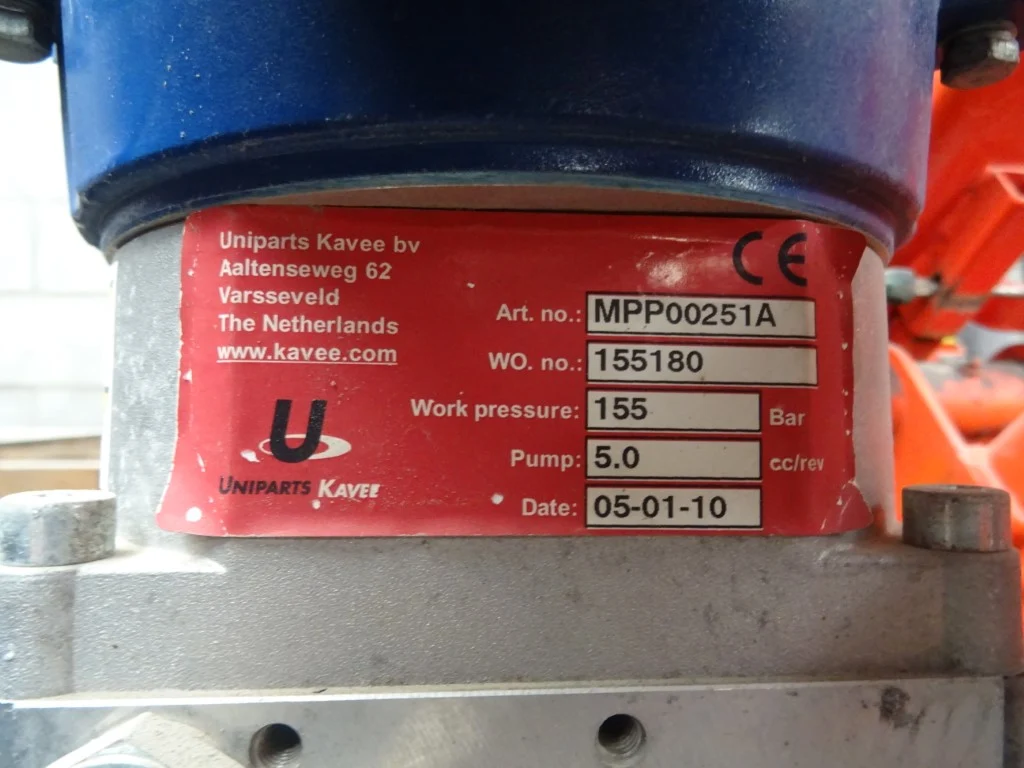 Uniparts Kavee bv
Aaltenseweg 62
Varsseveld
The Netherlands
www.kavee.com
CE
Art. no.: MPP00251A
WO. no.: 155180
Work pressure: 155 Bar
Pump: 5.0 cc/rev
Date: 05-01-10
U
UNIPARTS KAVEE